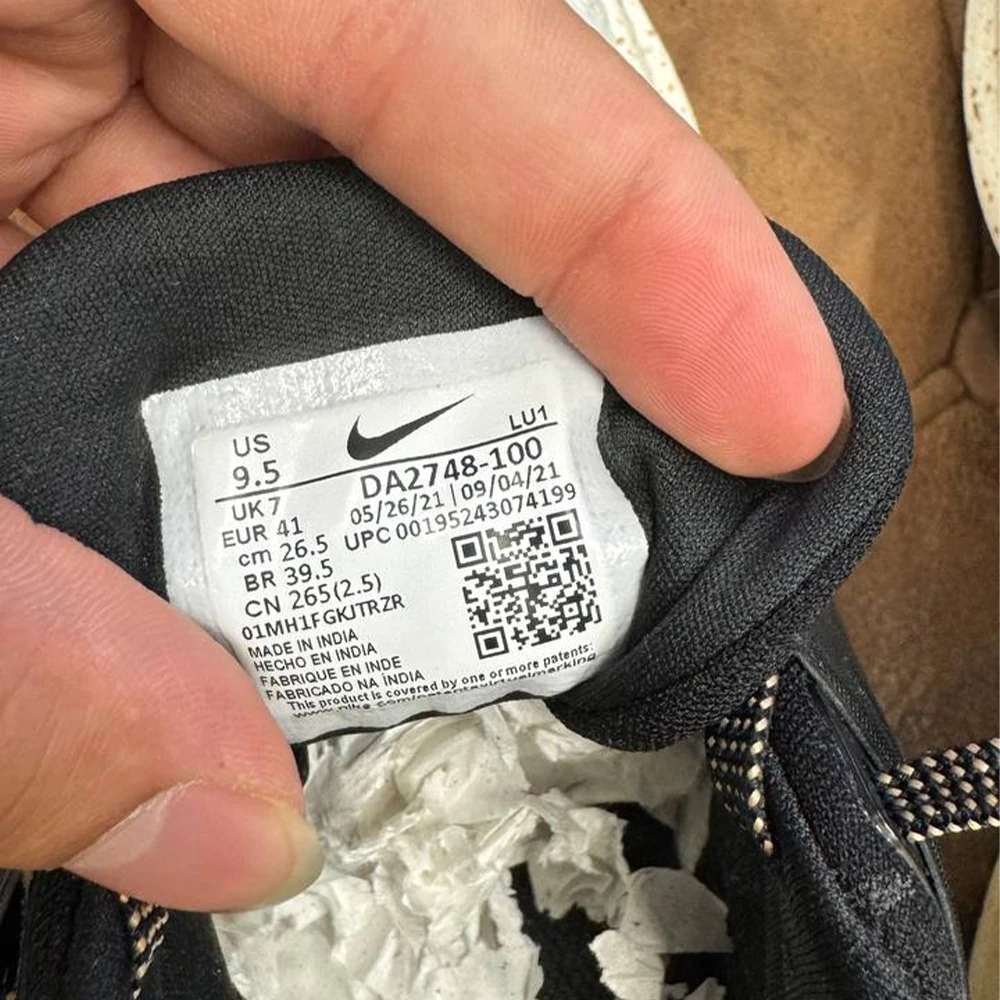 US
9.5
LU1
DA2748-100
UK 7
05/26/21 | 09/04/21
EUR 41
UPC 00195243074199
cm 26.5
BR 39.5
CN 265(2.5)
01MH1FGKJTRZR
MADE IN INDIA
HECHO EN INDIA
FABRIQUE EN INDE
FABRICADO NA INDIA
This product is covered by one or more patents: